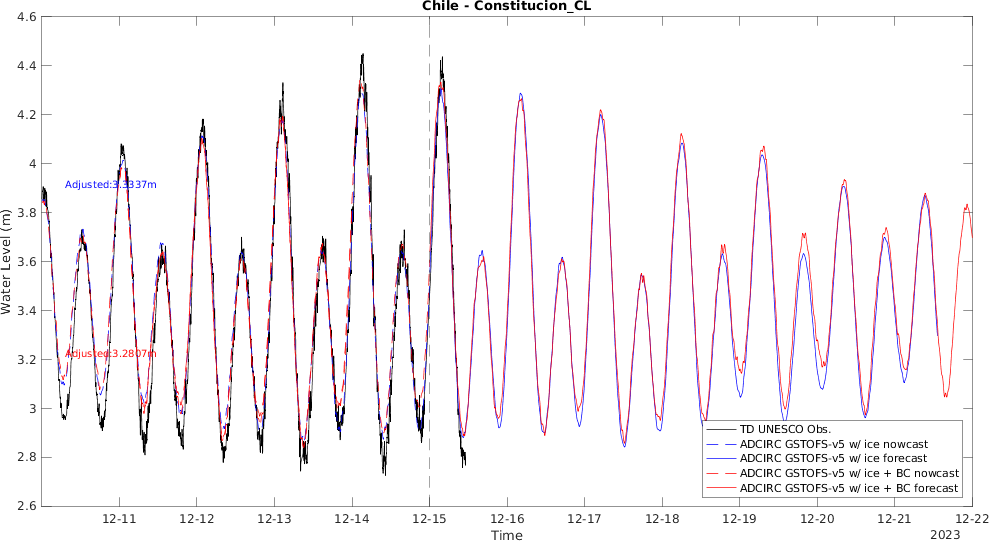 Chile - Constitucion_CL
4.6
4.4
4.2
4
3.8
3.6
3.4
3.2
3
2.8
2.6
Water Level (m)
Adjusted:3.3337m
Adjusted:3.2807m
TD UNESCO Obs.
ADCIRC GSTOFS-v5 w/ ice nowcast
ADCIRC GSTOFS-v5 w/ ice forecast
ADCIRC GSTOFS-v5 w/ ice + BC nowcast
ADCIRC GSTOFS-v5 w/ ice + BC forecast
12-11 12-12 12-13 12-14 12-15 12-16 12-17 12-18 12-19 12-20 12-21 12-22
Time
2023